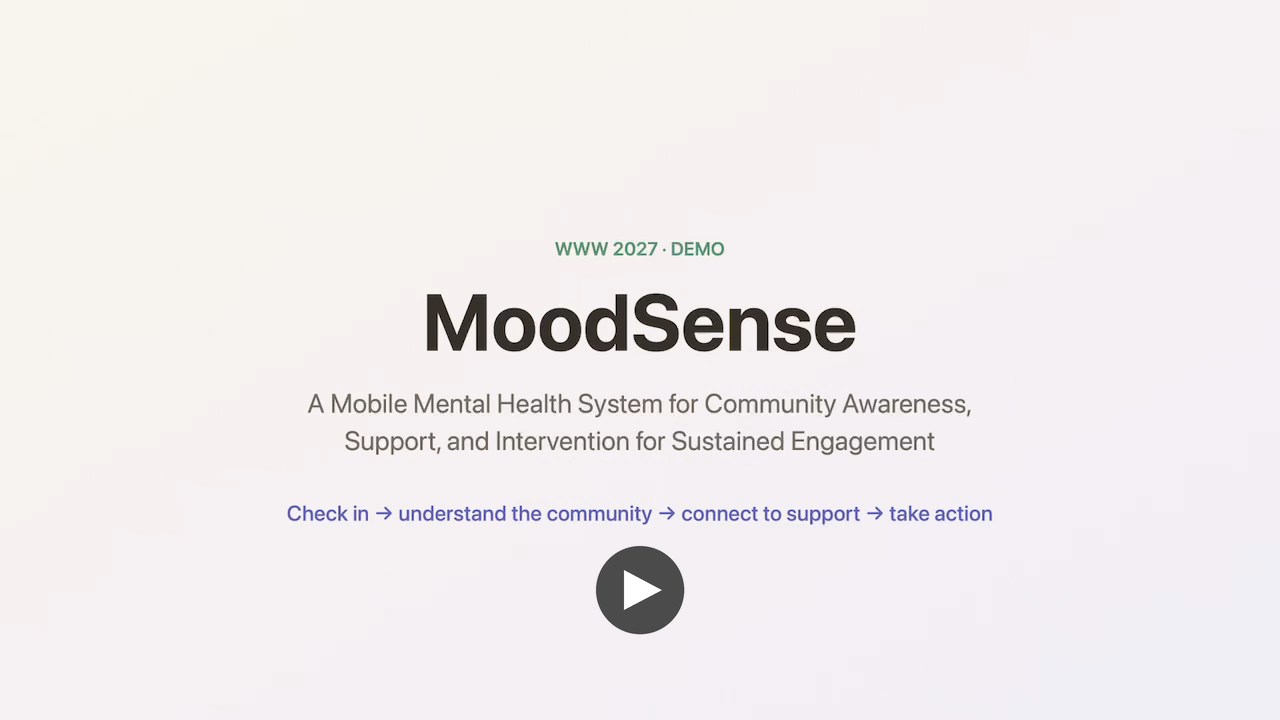 WWW 2027 · DEMO
MoodSense
A Mobile Mental Health System for Community Awareness,
Support, and Intervention for Sustained Engagement
Check in → understand the community → connect to support → take action